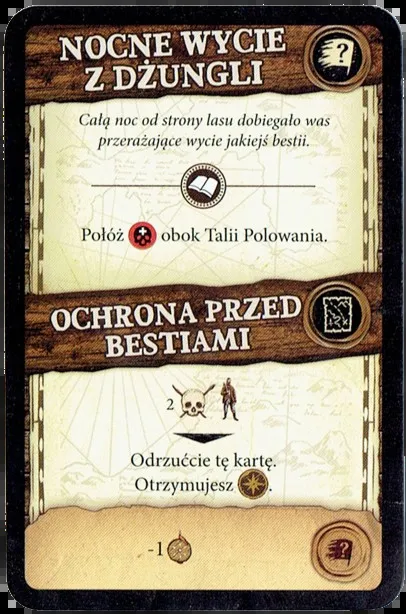 NOCNE WYCIE
Z DŻUNGLI
?
Całą noc od strony lasu dobiegało was
przerażające wycie jakiejś bestii.
Połóż obok Talii Polowania.
OCHRONA PRZED
BESTIAMI
2
Odrzućcie tę kartę.
Otrzymujesz .
-1
?